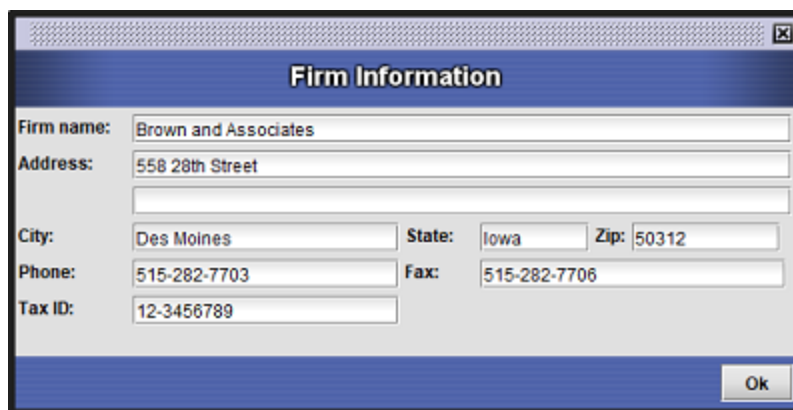 Firm Information
Firm name: Brown and Associates
Address: 558 28th Street
City: Des Moines State: Iowa Zip: 50312
Phone: 515-282-7703 Fax: 515-282-7706
Tax ID: 12-3456789
Ok